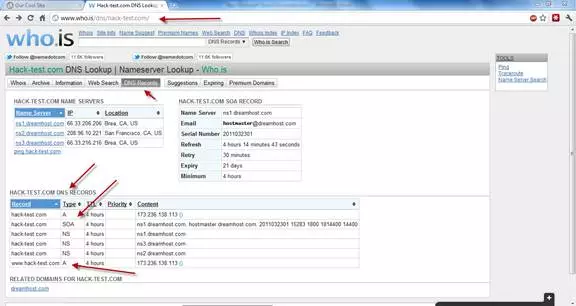 Our Cool Site
Hack-test.com DNS Lookup
www.who.is/dns/hack-test.com/
who.is
Whois Site Info Name Suggest Premium Names Web Search DNS Whois Index IP Index FAQ Feedback
DNS Records
Who.is Search
Follow @namedotcom 11.5K followers
Follow @namedotcom 11.5K followers
Hack-test.com DNS Lookup | Nameserver Lookup - Who.is
Whois Archive Information Web Search DNS Records Suggestions Expiring Premium Domains
TOOLS
Ping
Traceroute
Name Server Search
HACK-TEST.COM NAME SERVERS
Name Server IP Location
ns1.dreamhost.com 66.33.206.206 Brea, CA, US
ns2.dreamhost.com 208.96.10.221 San Francisco, CA, US
ns3.dreamhost.com 66.33.216.216 Brea, CA, US
ping hack-test.com
HACK-TEST.COM SOA RECORD
Name Server ns1.dreamhost.com
Email hostmaster@dreamhost.com
Serial Number 2011032301
Refresh 4 hours 14 minutes 43 seconds
Retry 30 minutes
Expiry 21 days
Minimum 4 hours
HACK-TEST.COM DNS RECORDS
Record Type TTL Priority Content
hack-test.com A 4 hours 173.236.138.113 ()
hack-test.com SOA 4 hours ns1.dreamhost.com. hostmaster.dreamhost.com. 2011032301 15283 1800 1814400 14400
hack-test.com NS 4 hours ns1.dreamhost.com
hack-test.com NS 4 hours ns3.dreamhost.com
hack-test.com NS 4 hours ns2.dreamhost.com
www.hack-test.com A 4 hours 173.236.138.113 ()
RELATED DOMAINS FOR HACK-TEST.COM
dreamhost.com